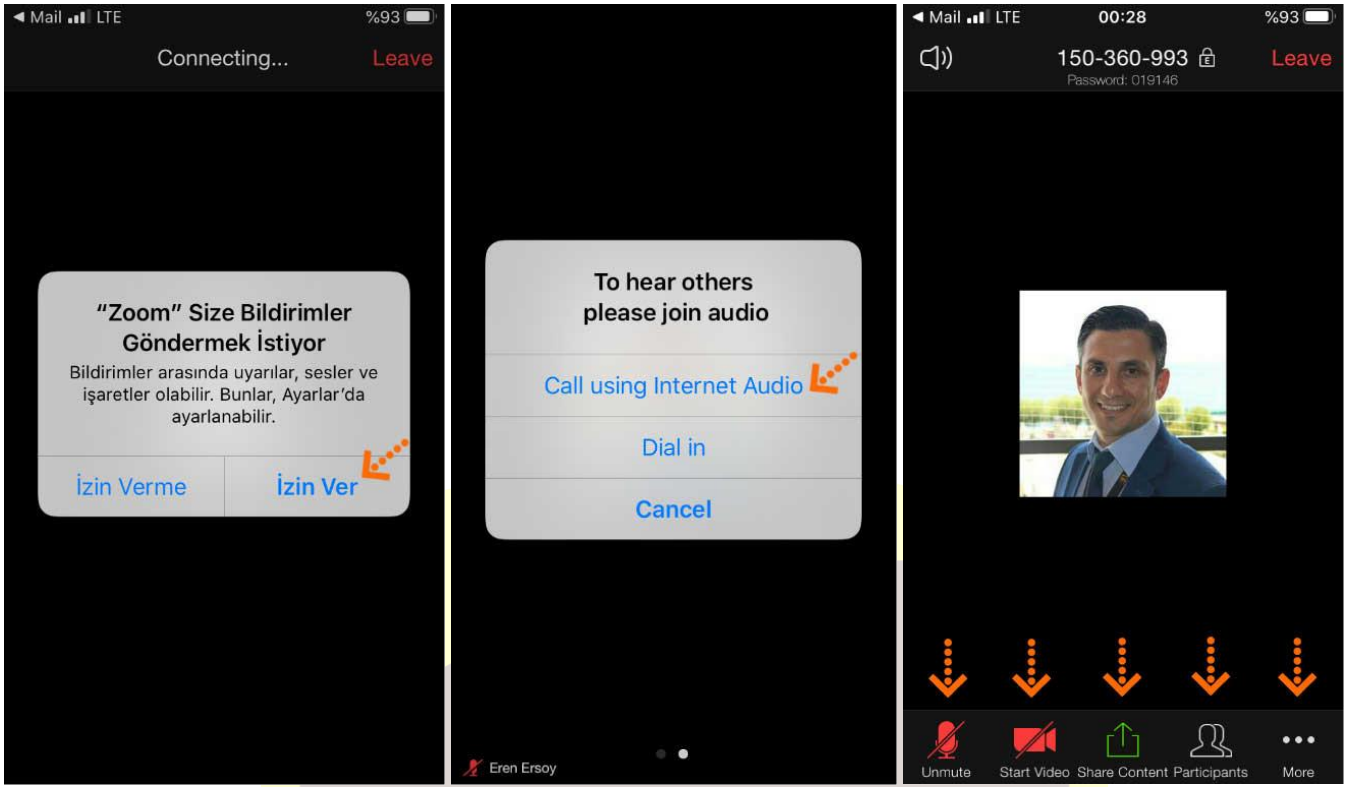 Mail LTE %93
Connecting... Leave
“Zoom” Size Bildirimler
Göndermek İstiyor
Bildirimler arasında uyarılar, sesler ve
işaretler olabilir. Bunlar, Ayarlar’da
ayarlanabilir.
İzin Verme İzin Ver
To hear others
please join audio
Call using Internet Audio
Dial in
Cancel
Eren Ersoy
Mail LTE 00:28 %93
150-360-993 E Leave
Password: 019146
Unmute Start Video Share Content Participants More